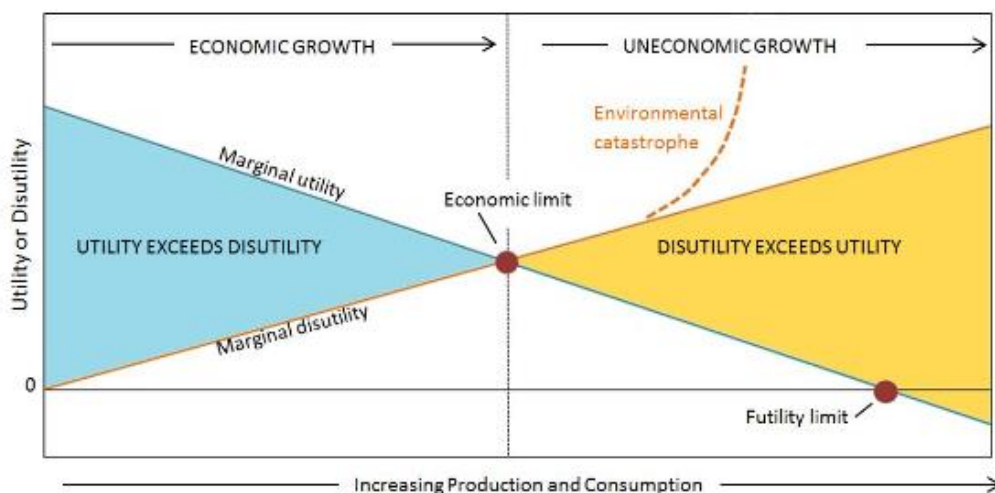 ECONOMIC GROWTH
UNECONOMIC GROWTH
Environmental
catastrophe
Marginal utility
Economic limit
UTILITY EXCEEDS DISUTILITY
DISUTILITY EXCEEDS UTILITY
Marginal disutility
Utility or Disutility
0
Futility limit
Increasing Production and Consumption